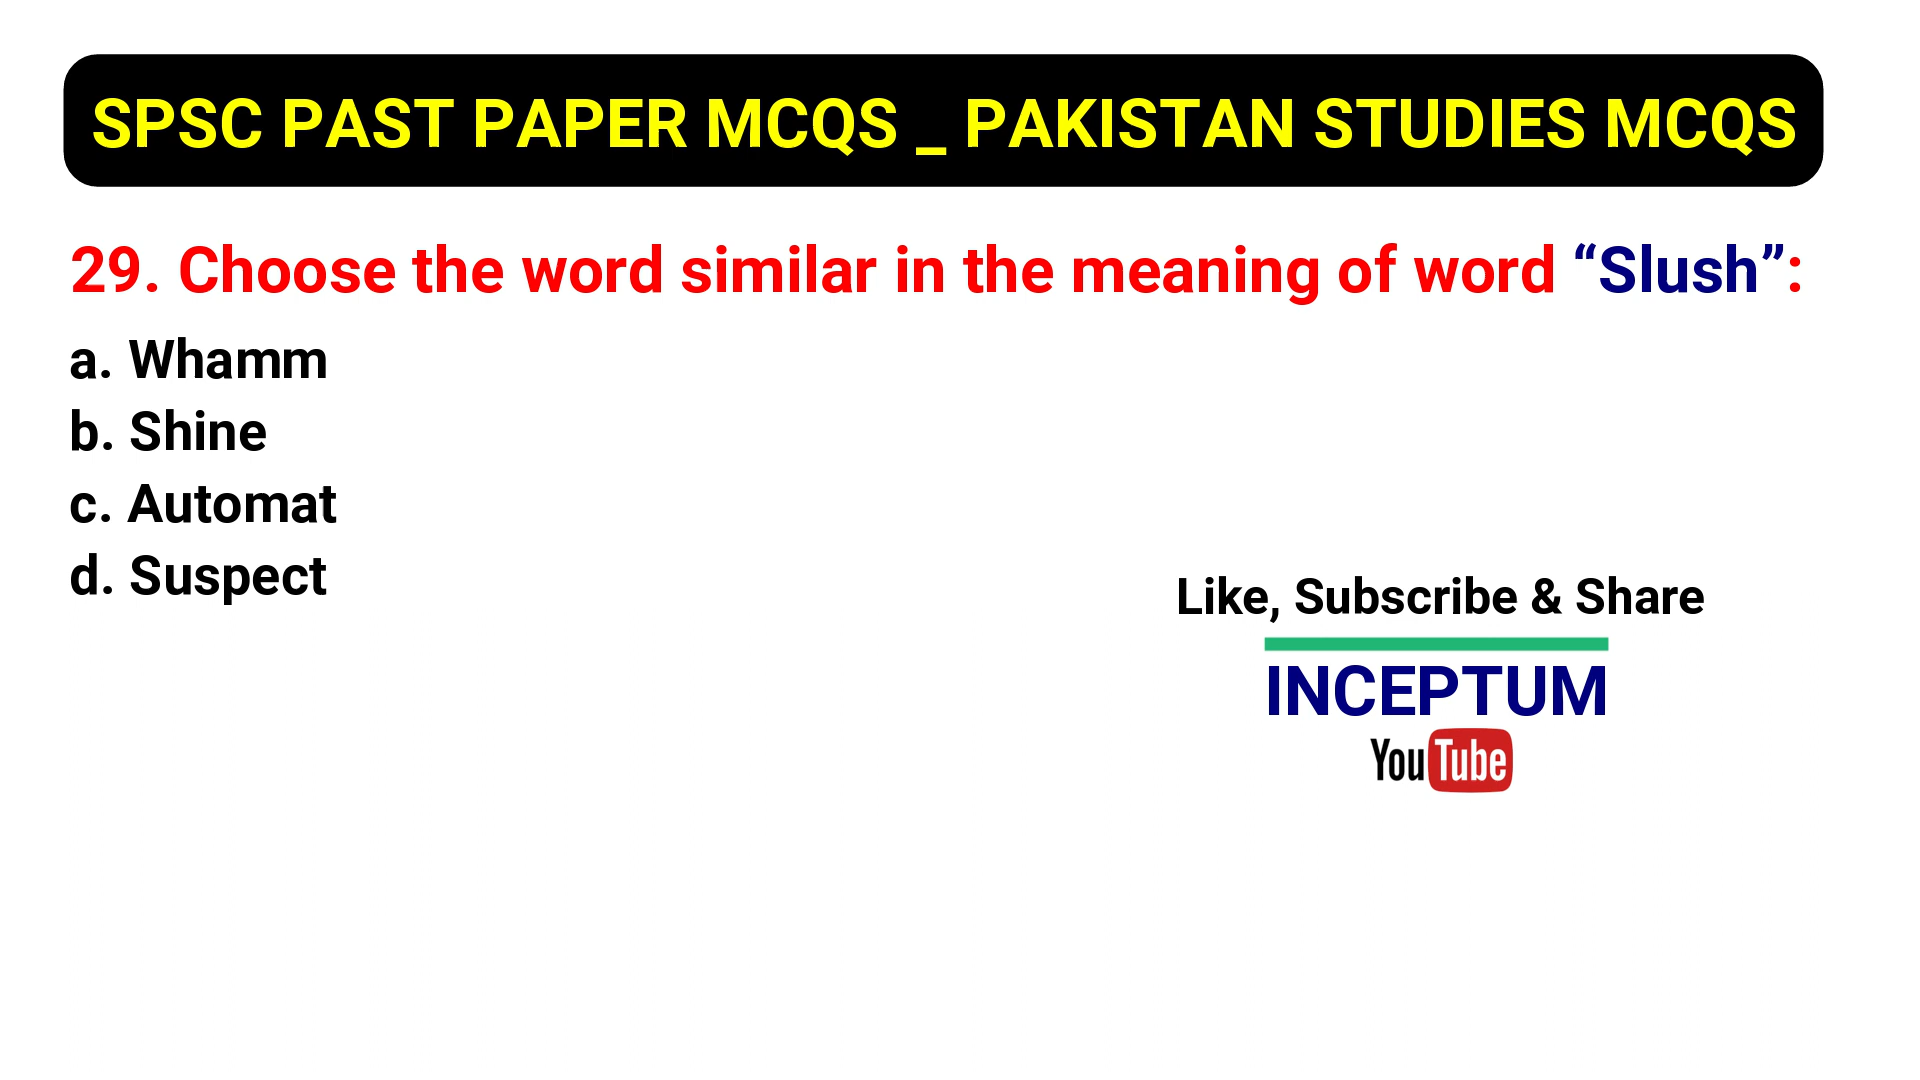 SPSC PAST PAPER MCQS _ PAKISTAN STUDIES MCQS
29. Choose the word similar in the meaning of word “Slush”:
a. Whamm
b. Shine
c. Automat
d. Suspect
Like, Subscribe & Share
INCEPTUM
YouTube